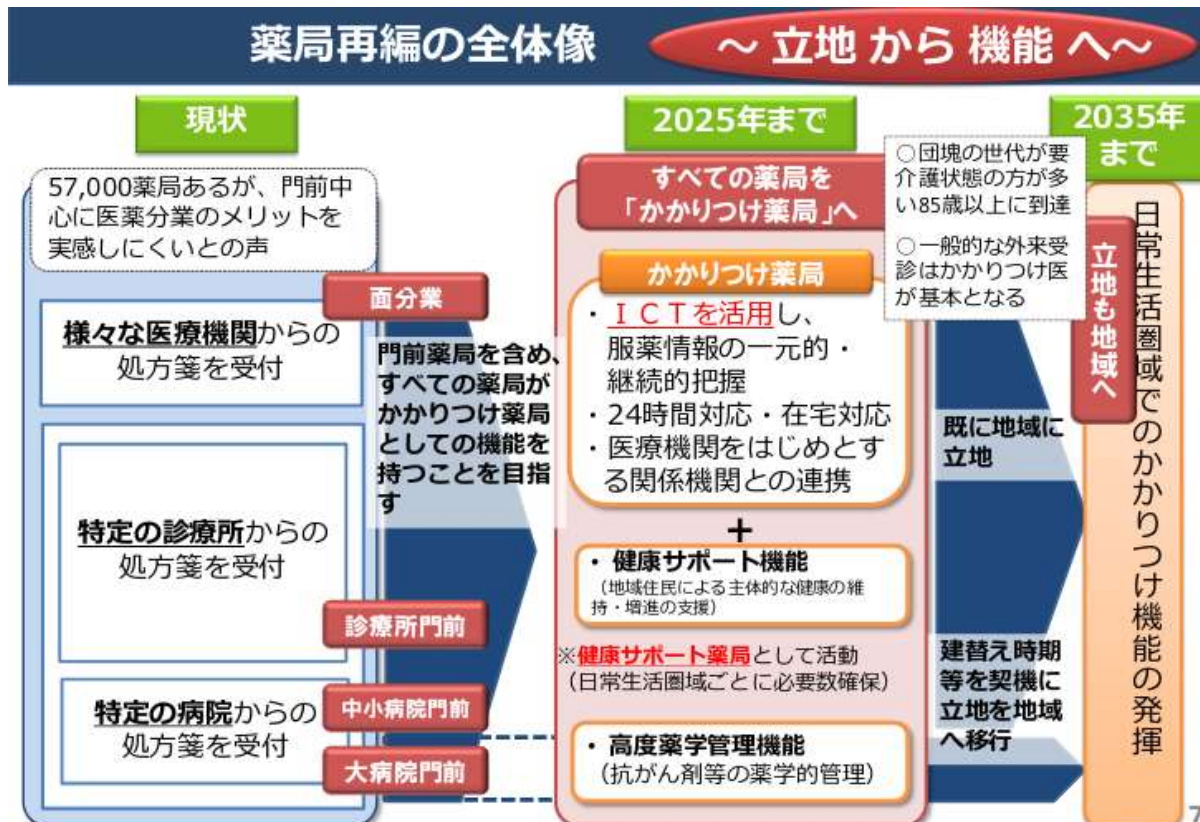 薬局再編の全体像
～ 立地 から 機能 へ～
現状
57,000薬局あるが、門前中
心に医薬分業のメリットを
実感しにくいとの声
面分業
様々な医療機関からの
処方箋を受付
特定の診療所からの
処方箋を受付
診療所門前
特定の病院からの
処方箋を受付
中小病院門前
大病院門前
門前薬局を含め、
すべての薬局が
かかりつけ薬局
としての機能を
持つことを目指
す
2025年まで
すべての薬局を
「かかりつけ薬局」へ
かかりつけ薬局
・ＩＣＴを活用し、
服薬情報の一元的・
継続的把握
・24時間対応・在宅対応
・医療機関をはじめとす
る関係機関との連携
＋
・ 健康サポート機能
（地域住民による主体的な健康の維
持・増進の支援）
※健康サポート薬局として活動
（日常生活圏域ごとに必要数確保）
・ 高度薬学管理機能
（抗がん剤等の薬学的管理）
○団塊の世代が要
介護状態の方が多
い85歳以上に到達
○一般的な外来受
診はかかりつけ医
が基本となる
既に地域に
立地
建替え時期
等を契機に
立地を地域
へ移行
2035年
まで
立地も地域へ
日常生活圏域でのかかりつけ機能の発揮
7